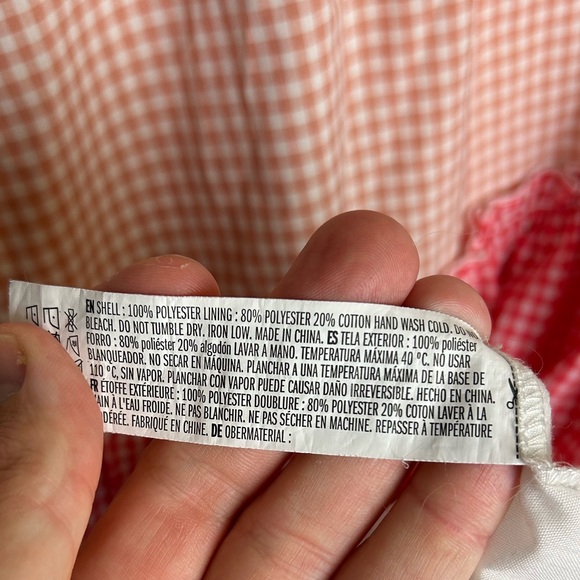 EN SHELL : 100% POLYESTER LINING : 80% POLYESTER 20% COTTON HAND WASH COLD. DO
BLEACH. DO NOT TUMBLE DRY. IRON LOW. MADE IN CHINA. ES TELA EXTERIOR : 100% poliéster
FORRO : 80% poliéster 20% algodón LAVAR A MANO. TEMPERATURA MÁXIMA 40 ºC. NO USAR
BLANQUEADOR. NO SECAR EN MÁQUINA. PLANCHAR A UNA TEMPERATURA MÁXIMA DE LA BASE DE
110 ºC, SIN VAPOR. PLANCHAR CON VAPOR PUEDE CAUSAR DAÑO IRREVERSIBLE. HECHO EN CHINA.
FR ÉTOFFE EXTÉRIEURE : 100% POLYESTER DOUBLURE : 80% POLYESTER 20% COTON LAVER À LA
À L'EAU FROIDE. NE PAS BLANCHIR. NE PAS SÉCHER EN MACHINE. REPASSER À TEMPÉRATURE
FABRIQUÉ EN CHINE. DE OBERMATERIAL :